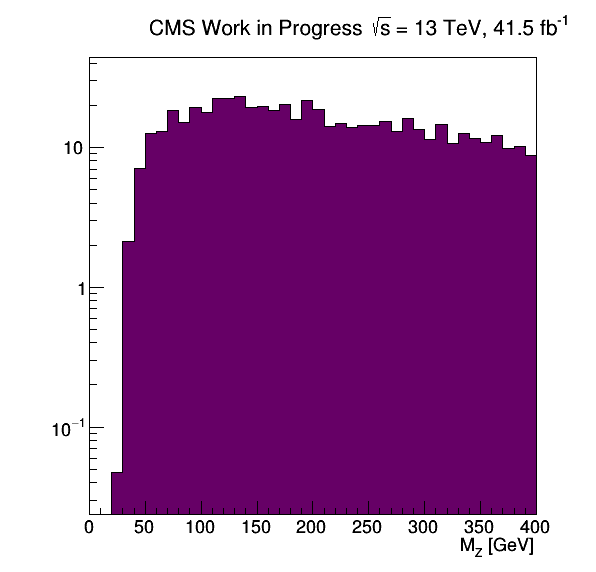 CMS Work in Progress √s = 13 TeV, 41.5 fb⁻¹
10
1
10⁻¹
0 50 100 150 200 250 300 350 400
M_Z [GeV]